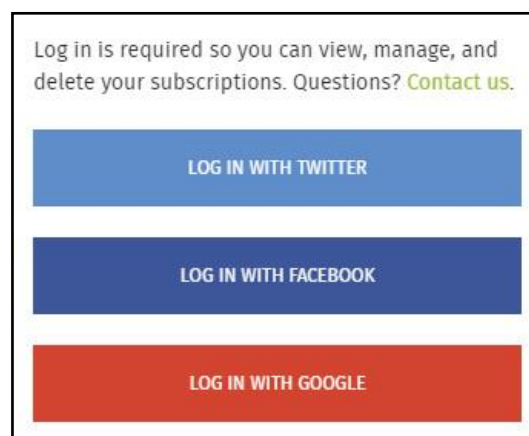 Log in is required so you can view, manage, and
delete your subscriptions. Questions? Contact us.
LOG IN WITH TWITTER
LOG IN WITH FACEBOOK
LOG IN WITH GOOGLE